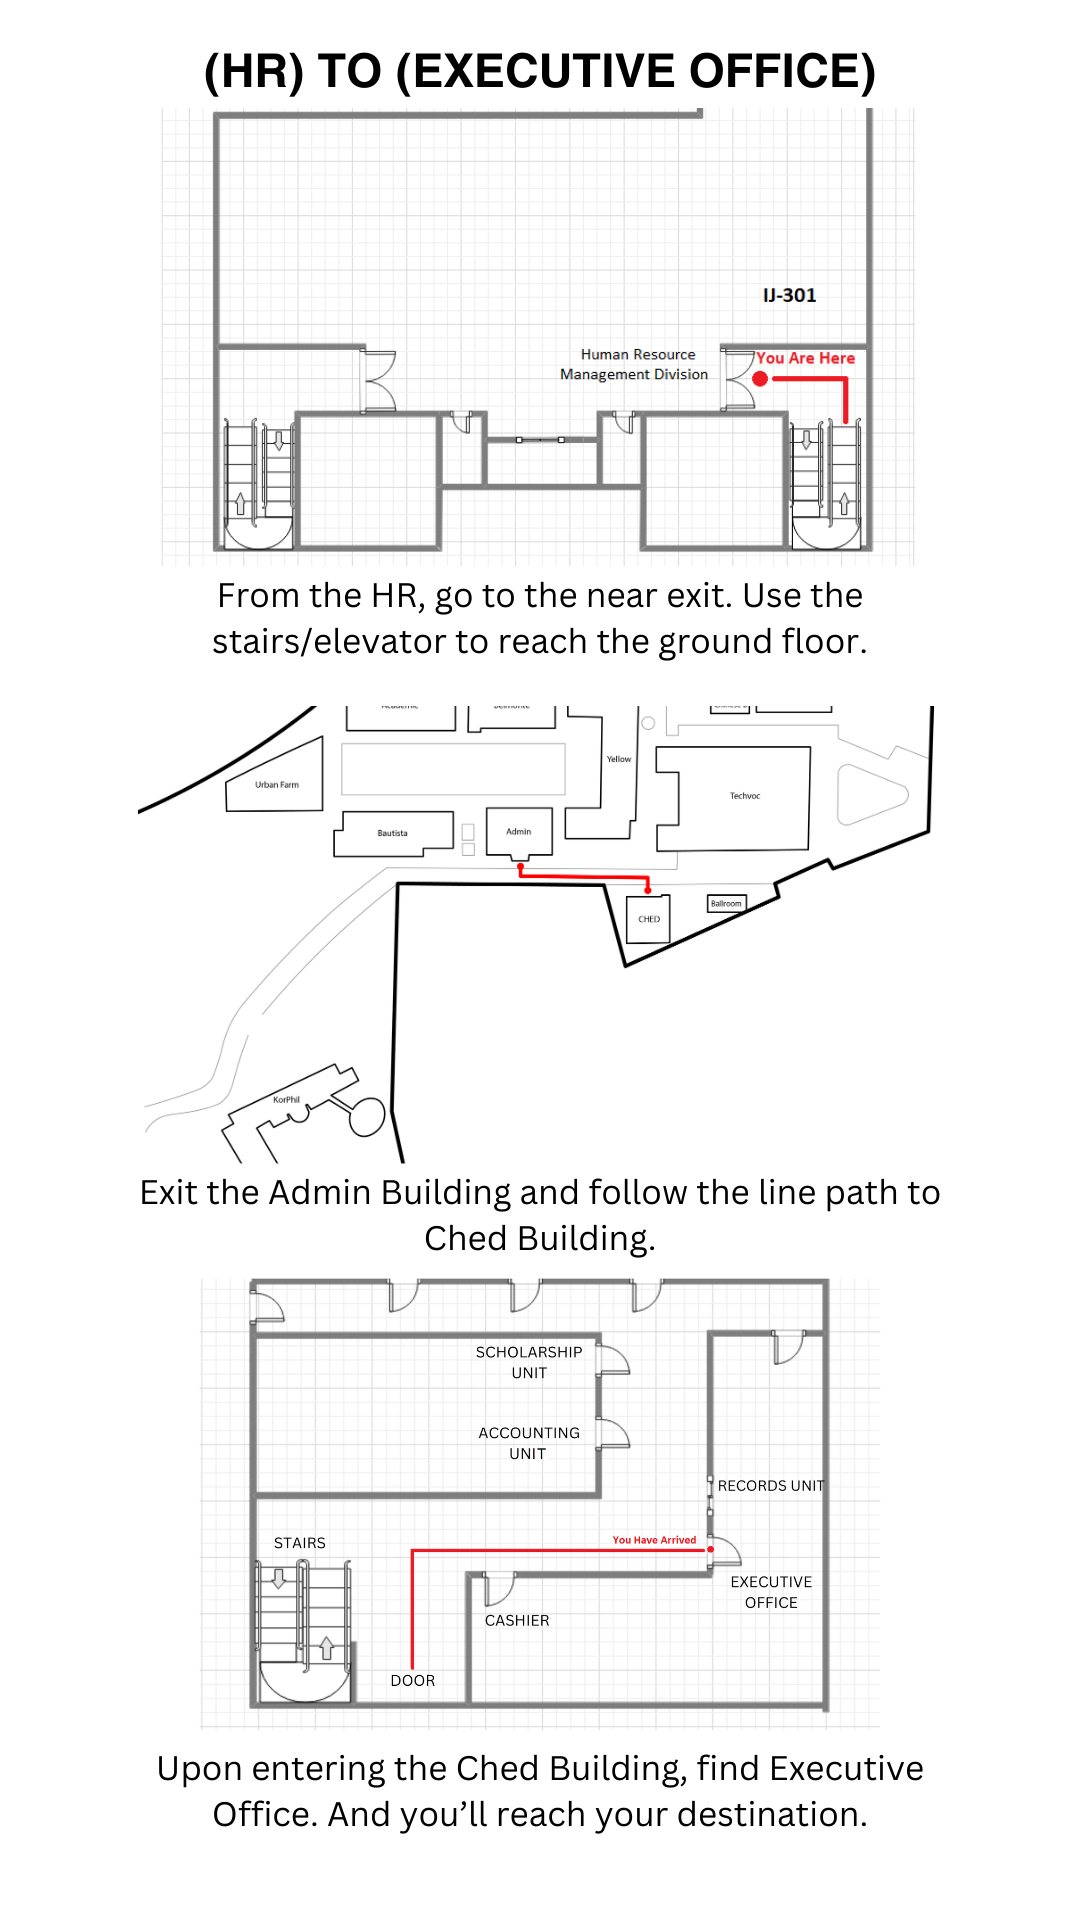 (HR) TO (EXECUTIVE OFFICE)
IJ-301
Human Resource
Management Division
You Are Here
From the HR, go to the near exit. Use the
stairs/elevator to reach the ground floor.
Academic
Belmonte
Yellow
Urban Farm
Techvoc
Bautista
Admin
CHED
Ballroom
KorPhil
Exit the Admin Building and follow the line path to
Ched Building.
SCHOLARSHIP
UNIT
ACCOUNTING
UNIT
RECORDS UNIT
STAIRS
You Have Arrived
EXECUTIVE
OFFICE
CASHIER
DOOR
Upon entering the Ched Building, find Executive
Office. And you’ll reach your destination.